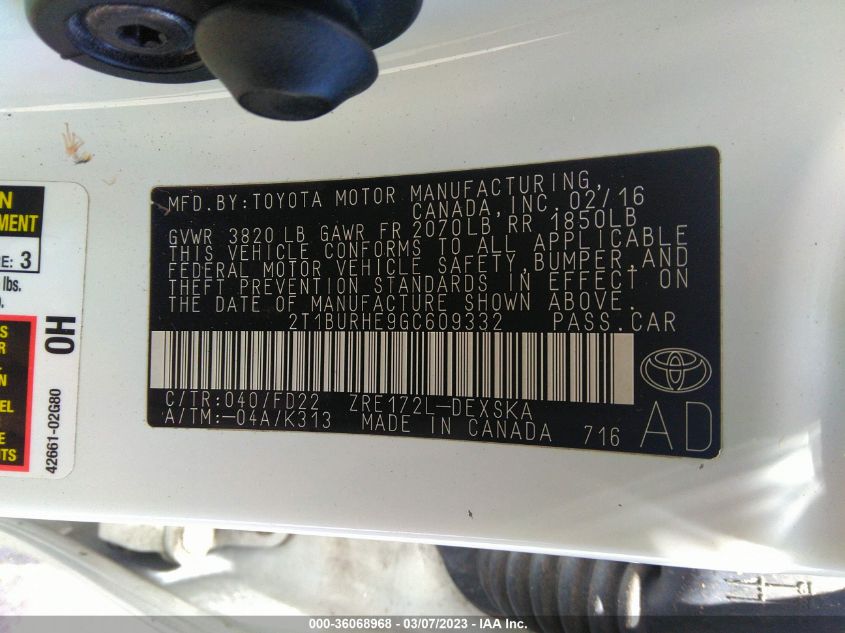 MFD.BY:TOYOTA MOTOR MANUFACTURING,
CANADA, INC. 02/16
GVWR 3820 LB GAWR FR 2070LB RR 1850LB
THIS VEHICLE CONFORMS TO ALL APPLICABLE
FEDERAL MOTOR VEHICLE SAFETY, BUMPER, AND
THEFT PREVENTION STANDARDS IN EFFECT ON
THE DATE OF MANUFACTURE SHOWN ABOVE.
2T1BURHE9GC609332 PASS.CAR
C/TR:040/FD22 ZRE172L-DEXSKA
A/TM:-04A/K313 MADE IN CANADA 716
AD
3
lbs.
OH
42661-02G80
000-36068968 - 03/07/2023 - IAA Inc.